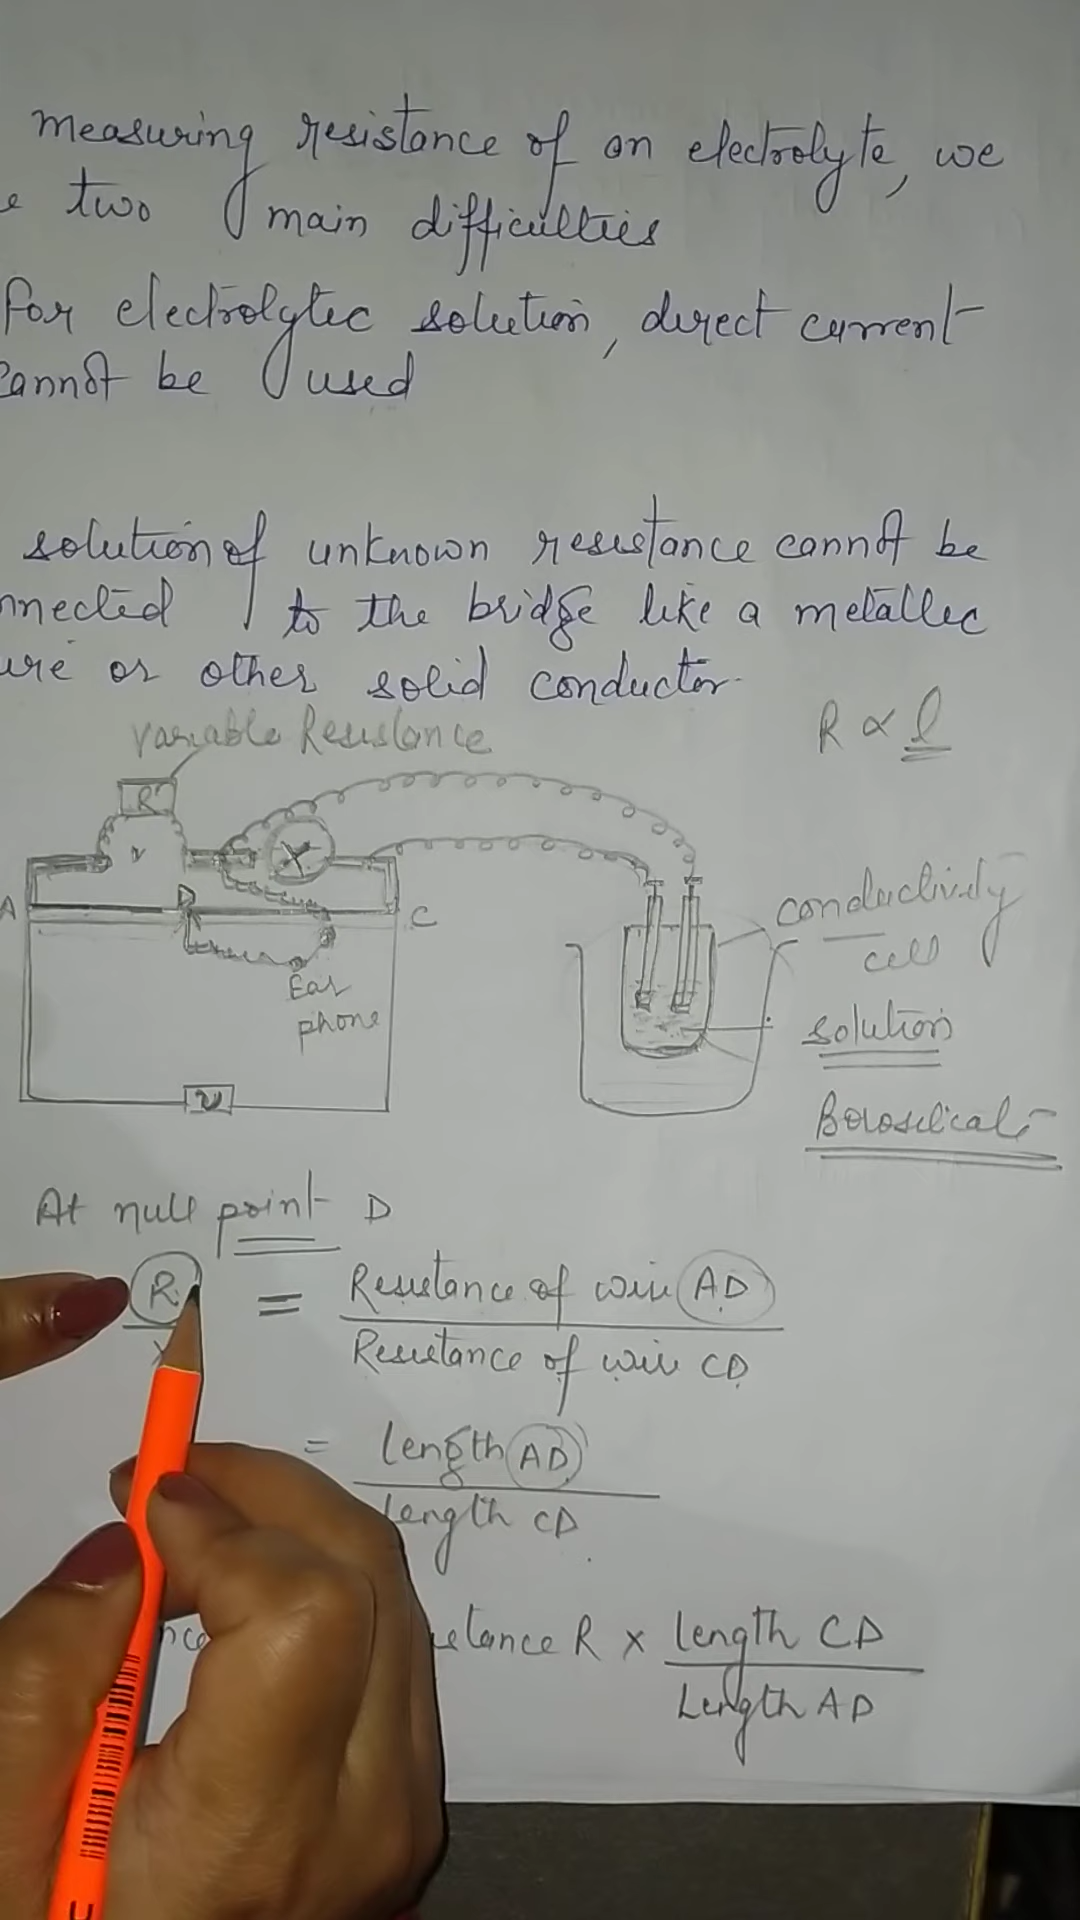 measuring resistance of an electrolyte, we
two main difficulties
For electrolytic solution, direct current
cannot be used
solution of unknown resistance cannot be
to the bridge like a metallic
or other solid conductor.
R ∝ l
Variable Resistance
R
X
A
D
C
Ear
phone
conductivity
cell
solution
Borosilicate
At null point D
R = Resistance of wire AD
Resistance of wire CD
= length AD
length CD
R × length CD
Length AD